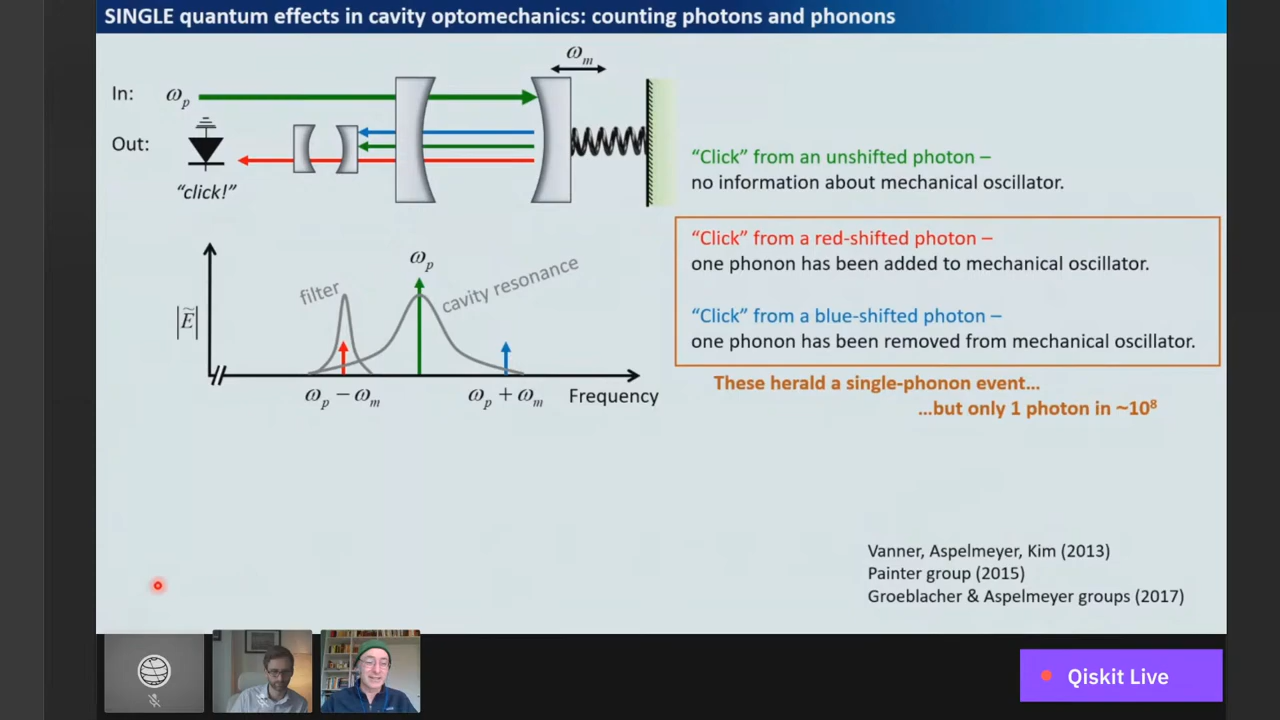 SINGLE quantum effects in cavity optomechanics: counting photons and phonons
ωₘ
In: ωₚ
Out:
"click!"
"Click" from an unshifted photon –
no information about mechanical oscillator.
"Click" from a red-shifted photon –
one phonon has been added to mechanical oscillator.
"Click" from a blue-shifted photon –
one phonon has been removed from mechanical oscillator.
These herald a single-phonon event...
...but only 1 photon in ~10⁸
ωₚ
filter
cavity resonance
|Ẽ|
ωₚ − ωₘ
ωₚ + ωₘ
Frequency
Vanner, Aspelmeyer, Kim (2013)
Painter group (2015)
Groeblacher & Aspelmeyer groups (2017)
Qiskit Live